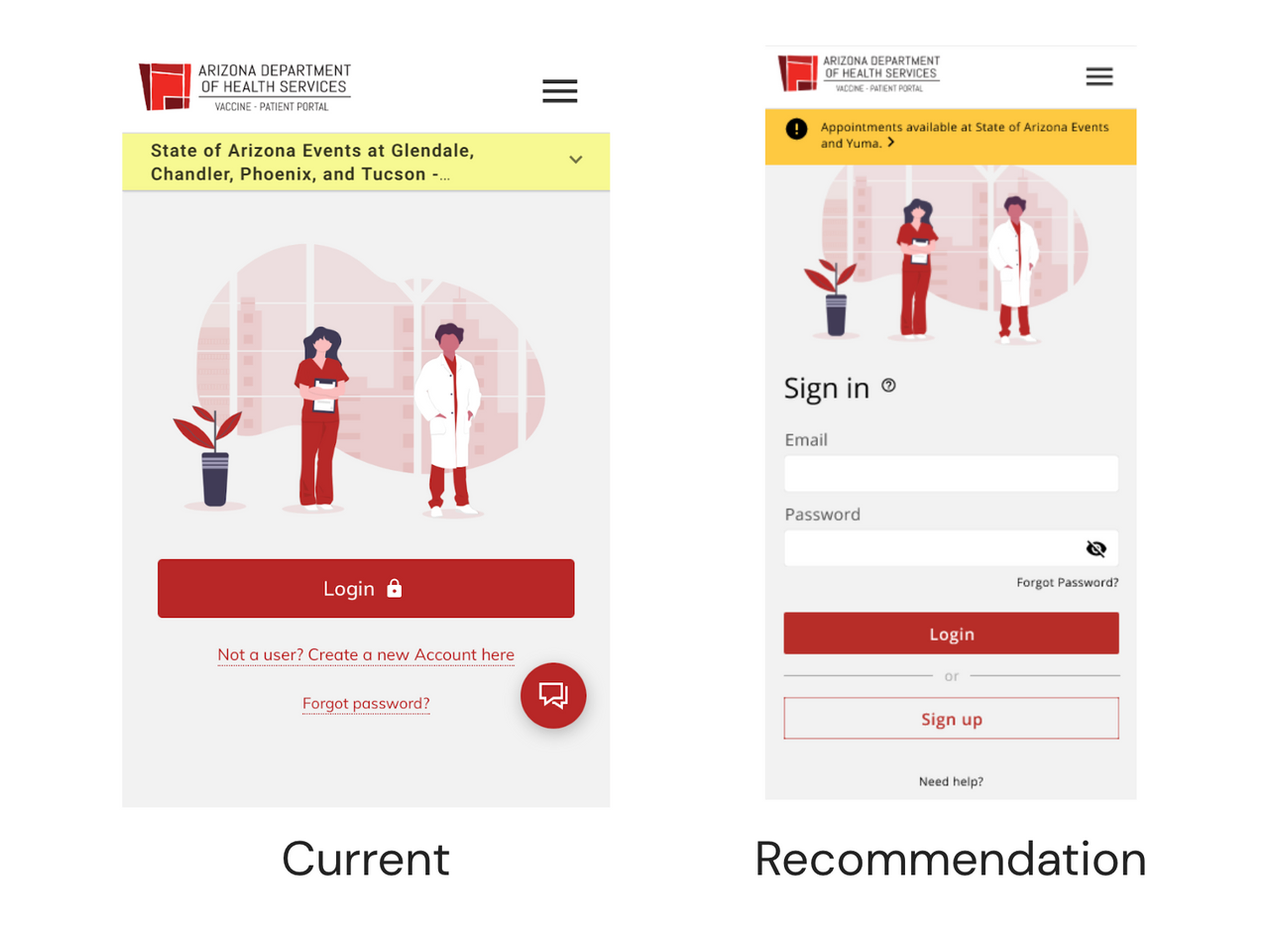 ARIZONA DEPARTMENT
OF HEALTH SERVICES
VACCINE - PATIENT PORTAL
State of Arizona Events at Glendale,
Chandler, Phoenix, and Tucson -...
Login
Not a user? Create a new Account here
Forgot password?
Current
ARIZONA DEPARTMENT
OF HEALTH SERVICES
VACCINE - PATIENT PORTAL
Appointments available at State of Arizona Events
and Yuma. >
Sign in
Email
Password
Forgot Password?
Login
or
Sign up
Need help?
Recommendation